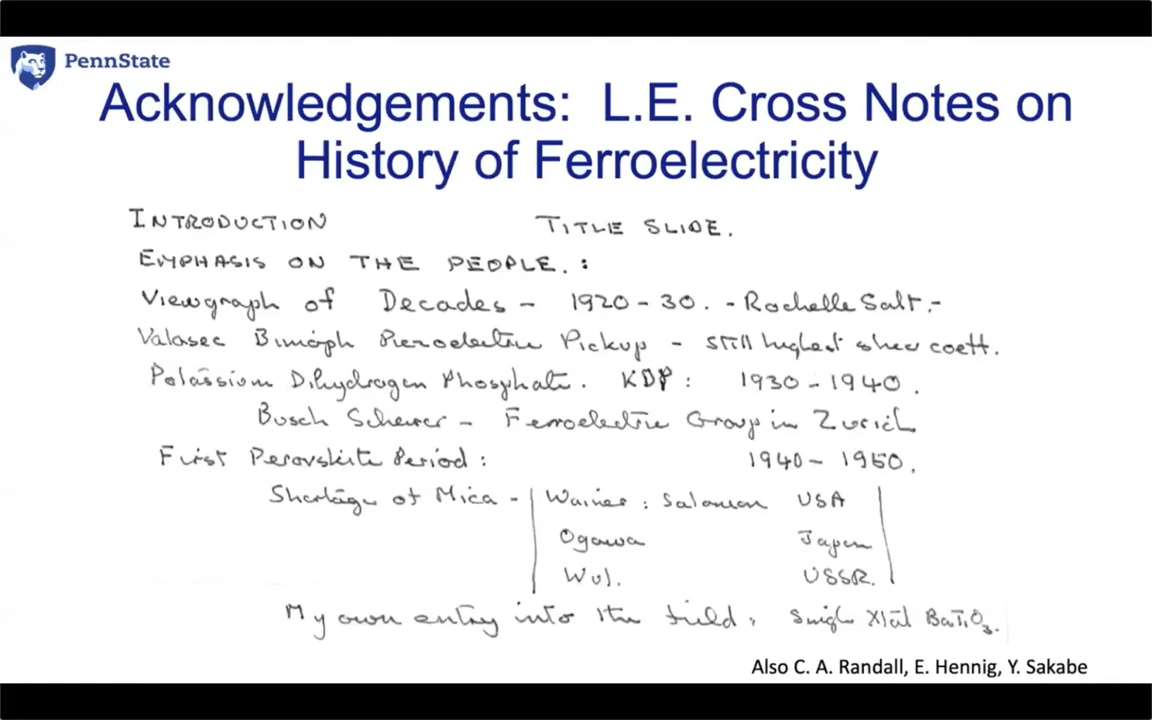 PennState
Acknowledgements: L.E. Cross Notes on
History of Ferroelectricity
INTRODUCTION TITLE SLIDE.
EMPHASIS ON THE PEOPLE. :
Viewgraph of Decades - 1920-30. - Rochelle Salt.-
Valasec Bimorph Piezoelectric Pickup - still highest shear coeff.
Potassium Dihydrogen Phosphate. KDP : 1930-1940.
Busch Scherrer - Ferroelectric Group in Zurich
First Perovskite Period : 1940-1950.
Shortage of Mica - Wainer : Salomon USA
Ogawa Japan
Wul. USSR.
My own entry into the field. Single Xtal BaTiO3.
Also C. A. Randall, E. Hennig, Y. Sakabe